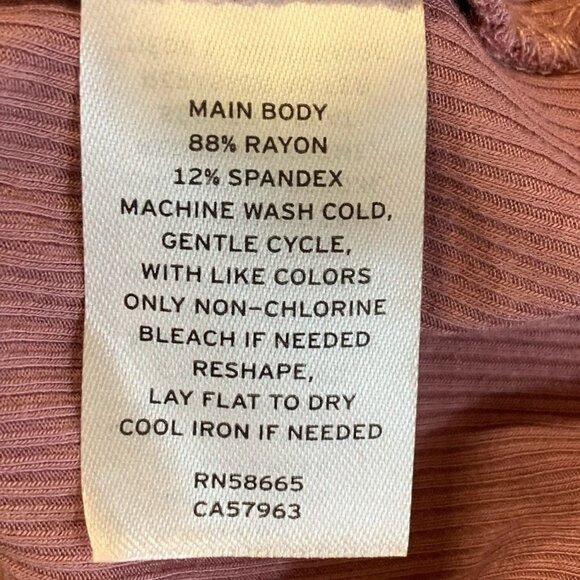 MAIN BODY
88% RAYON
12% SPANDEX
MACHINE WASH COLD,
GENTLE CYCLE,
WITH LIKE COLORS
ONLY NON-CHLORINE
BLEACH IF NEEDED
RESHAPE,
LAY FLAT TO DRY
COOL IRON IF NEEDED
RN58665
CA57963